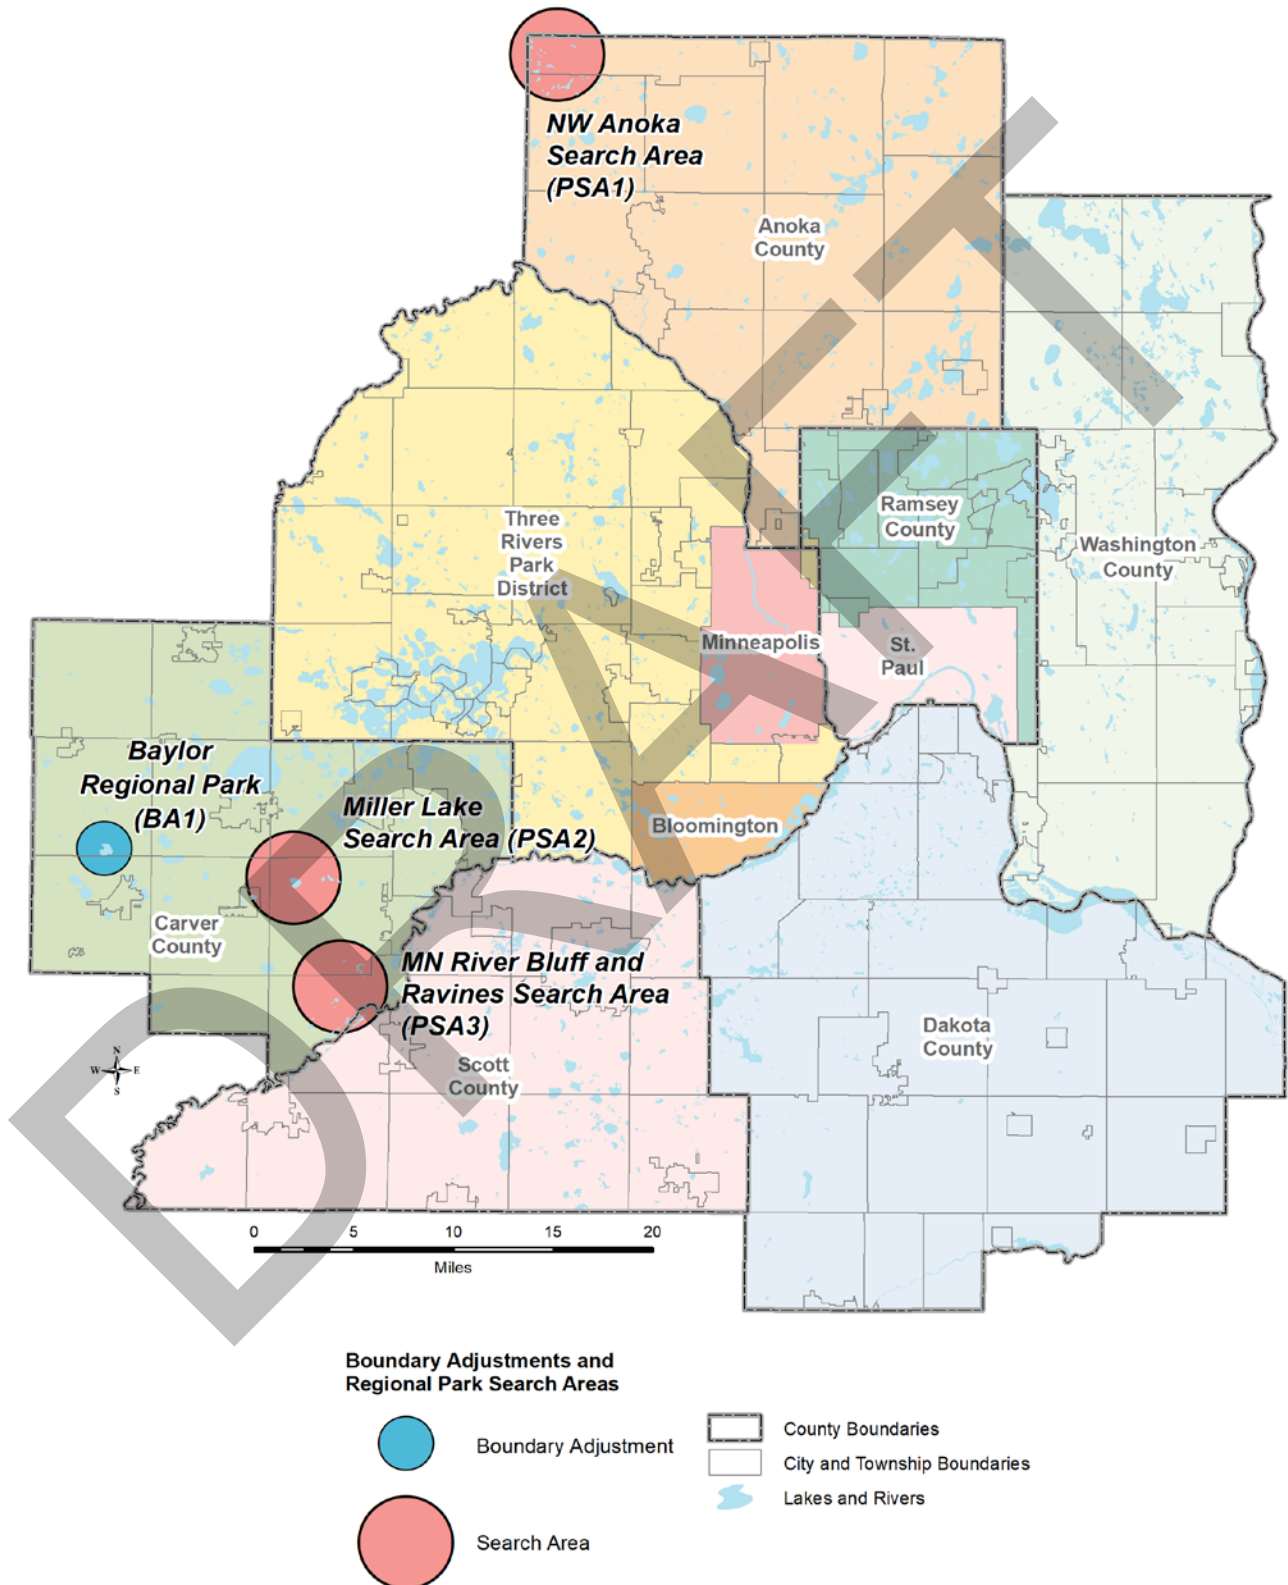 NW Anoka
Search Area
(PSA1)
Anoka
County
Ramsey
County
Washington
County
Three
Rivers
Park
District
Minneapolis
St.
Paul
Baylor
Regional Park
(BA1)
Miller Lake
Search Area (PSA2)
Bloomington
Carver
County
MN River Bluff and
Ravines Search Area
(PSA3)
Dakota
County
Scott
County
N
W E
S
DRAFT
0 5 10 15 20
Miles
Boundary Adjustments and
Regional Park Search Areas
Boundary Adjustment
Search Area
County Boundaries
City and Township Boundaries
Lakes and Rivers